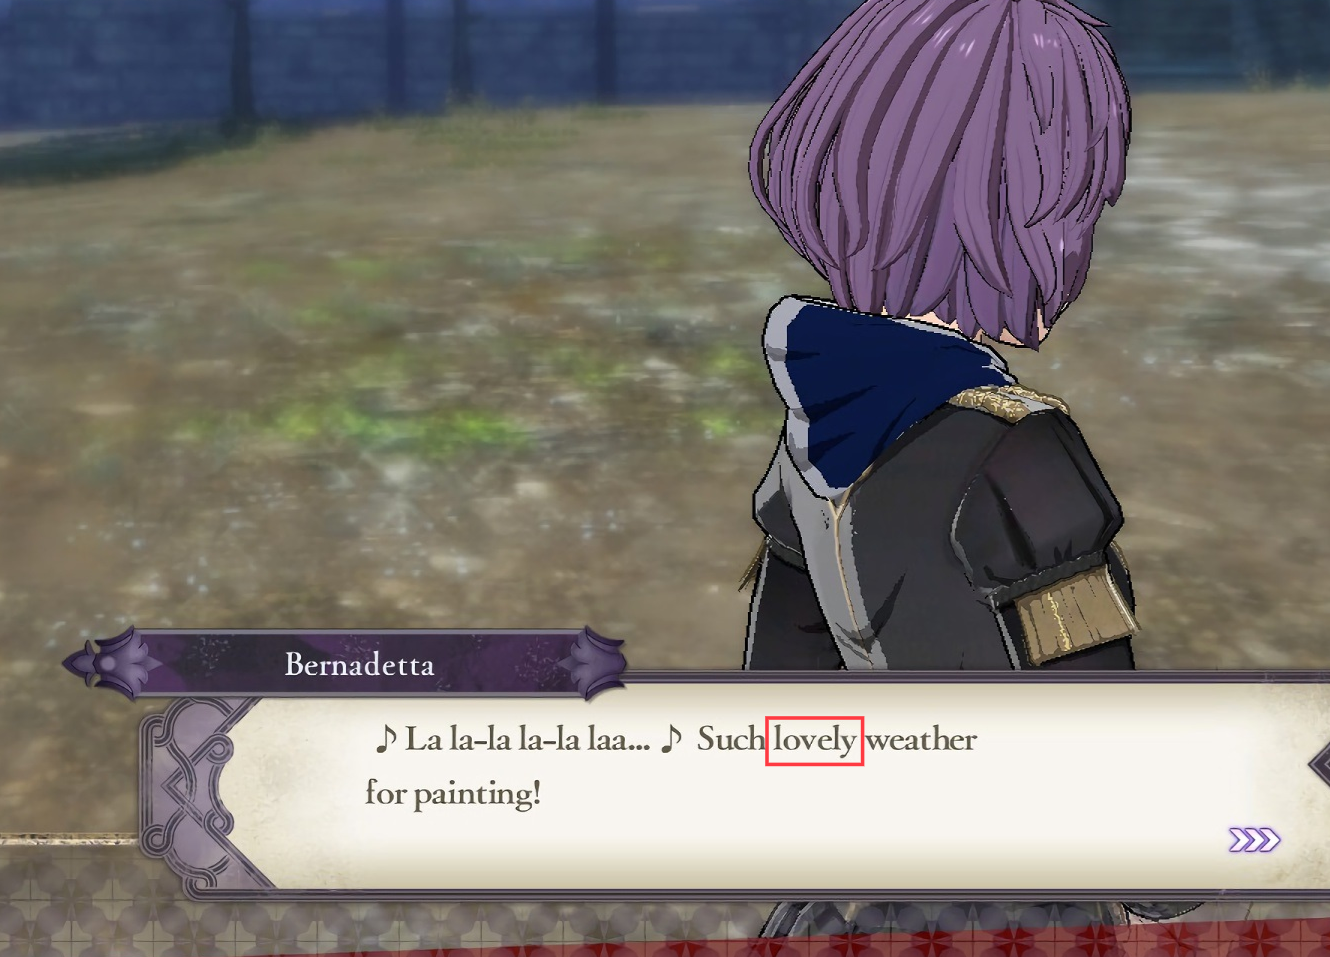 Bernadetta
♪ La la-la la-la laa... ♪ Such lovely weather
for painting!